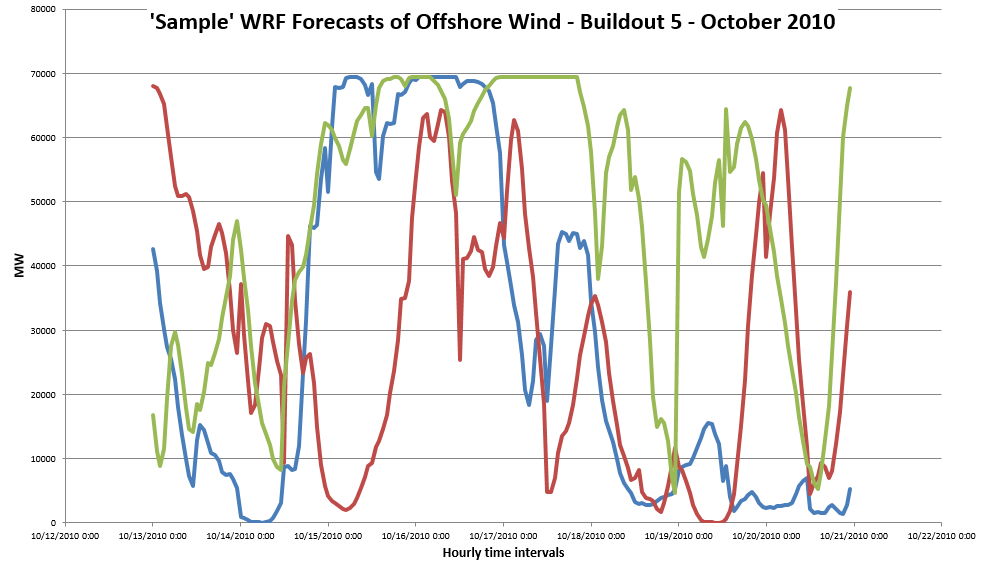 'Sample' WRF Forecasts of Offshore Wind - Buildout 5 - October 2010
80000
70000
60000
50000
40000
30000
20000
10000
0
MW
10/12/2010 0:00 10/13/2010 0:00 10/14/2010 0:00 10/15/2010 0:00 10/16/2010 0:00 10/17/2010 0:00 10/18/2010 0:00 10/19/2010 0:00 10/20/2010 0:00 10/21/2010 0:00 10/22/2010 0:00
Hourly time intervals